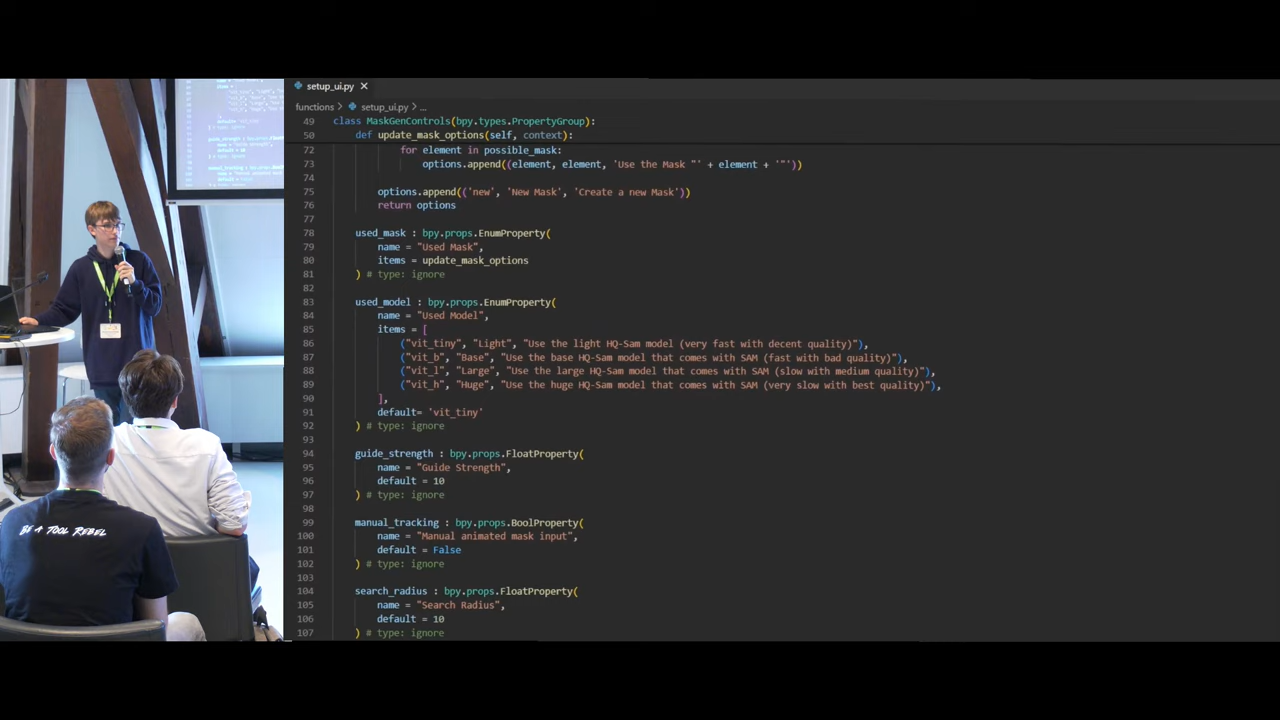 setup_ui.py
functions > setup_ui.py > ...
49 class MaskGenControls(bpy.types.PropertyGroup):
50 def update_mask_options(self, context):
72 for element in possible_mask:
73 options.append((element, element, 'Use the Mask "' + element + '"'))
74
75 options.append(('new', 'New Mask', 'Create a new Mask'))
76 return options
77
78 used_mask : bpy.props.EnumProperty(
79 name = "Used Mask",
80 items = update_mask_options
81 ) # type: ignore
82
83 used_model : bpy.props.EnumProperty(
84 name = "Used Model",
85 items = [
86 ("vit_tiny", "Light", "Use the light HQ-Sam model (very fast with decent quality)"),
87 ("vit_b", "Base", "Use the base HQ-Sam model that comes with SAM (fast with bad quality)"),
88 ("vit_l", "Large", "Use the large HQ-Sam model that comes with SAM (slow with medium quality)"),
89 ("vit_h", "Huge", "Use the huge HQ-Sam model that comes with SAM (very slow with best quality)"),
90 ],
91 default= 'vit_tiny'
92 ) # type: ignore
93
94 guide_strength : bpy.props.FloatProperty(
95 name = "Guide Strength",
96 default = 10
97 ) # type: ignore
98
99 manual_tracking : bpy.props.BoolProperty(
100 name = "Manual animated mask input",
101 default = False
102 ) # type: ignore
103
104 search_radius : bpy.props.FloatProperty(
105 name = "Search Radius",
106 default = 10
107 ) # type: ignore
BE A TOOL REBEL